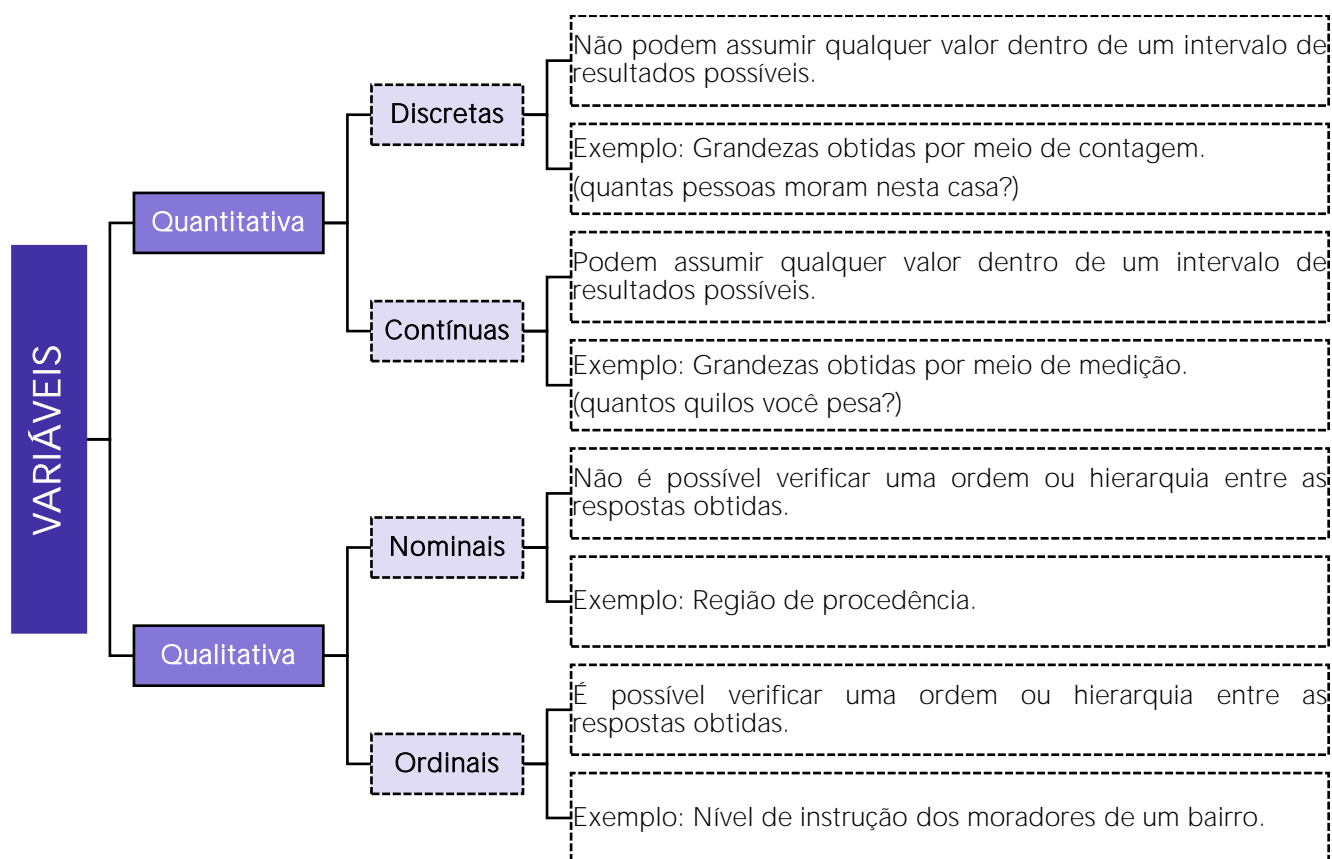 VARIÁVEIS
Quantitativa
Discretas
Não podem assumir qualquer valor dentro de um intervalo de
resultados possíveis.
Exemplo: Grandezas obtidas por meio de contagem.
(quantas pessoas moram nesta casa?)
Contínuas
Podem assumir qualquer valor dentro de um intervalo de
resultados possíveis.
Exemplo: Grandezas obtidas por meio de medição.
(quantos quilos você pesa?)
Qualitativa
Nominais
Não é possível verificar uma ordem ou hierarquia entre as
respostas obtidas.
Exemplo: Região de procedência.
Ordinais
É possível verificar uma ordem ou hierarquia entre as
respostas obtidas.
Exemplo: Nível de instrução dos moradores de um bairro.